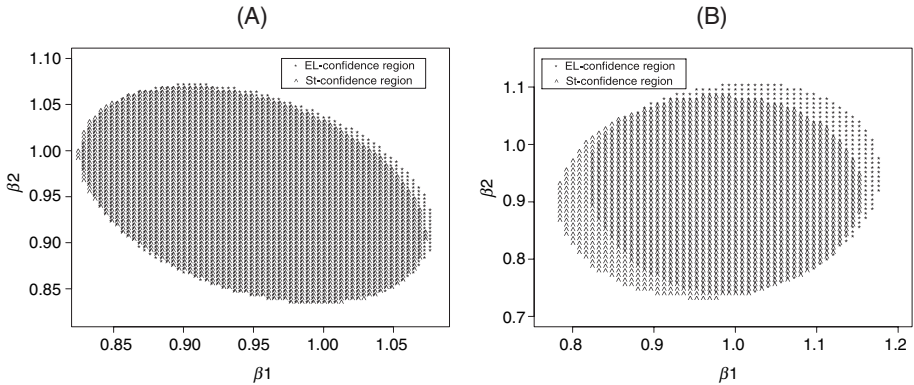 (A)
EL-confidence region
St-confidence region
1.10
1.05
1.00
0.95
0.90
0.85
β2
0.85
0.90
0.95
1.00
1.05
β1
(B)
EL-confidence region
St-confidence region
1.1
1.0
0.9
0.8
0.7
β2
0.8
0.9
1.0
1.1
1.2
β1